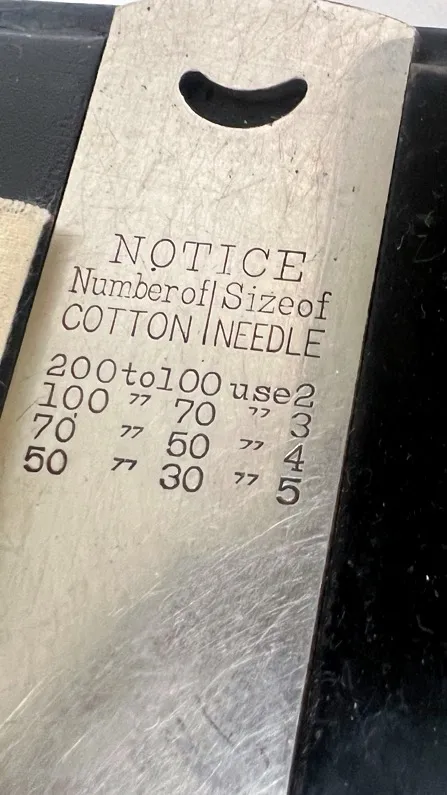 NOTICE
Number of | Size of
COTTON | NEEDLE
200 to 100 use 2
100 " 70 " 3
70 " 50 " 4
50 " 30 " 5